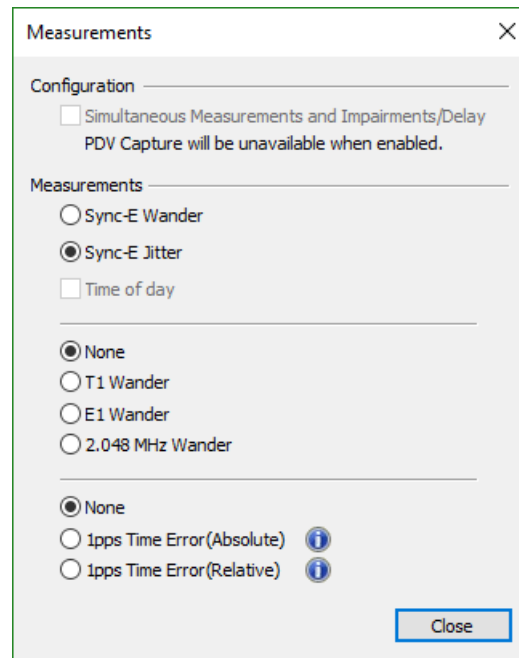 Measurements
Configuration
Simultaneous Measurements and Impairments/Delay
PDV Capture will be unavailable when enabled.
Measurements
Sync-E Wander
Sync-E Jitter
Time of day
None
T1 Wander
E1 Wander
2.048 MHz Wander
None
1pps Time Error(Absolute)
1pps Time Error(Relative)
Close